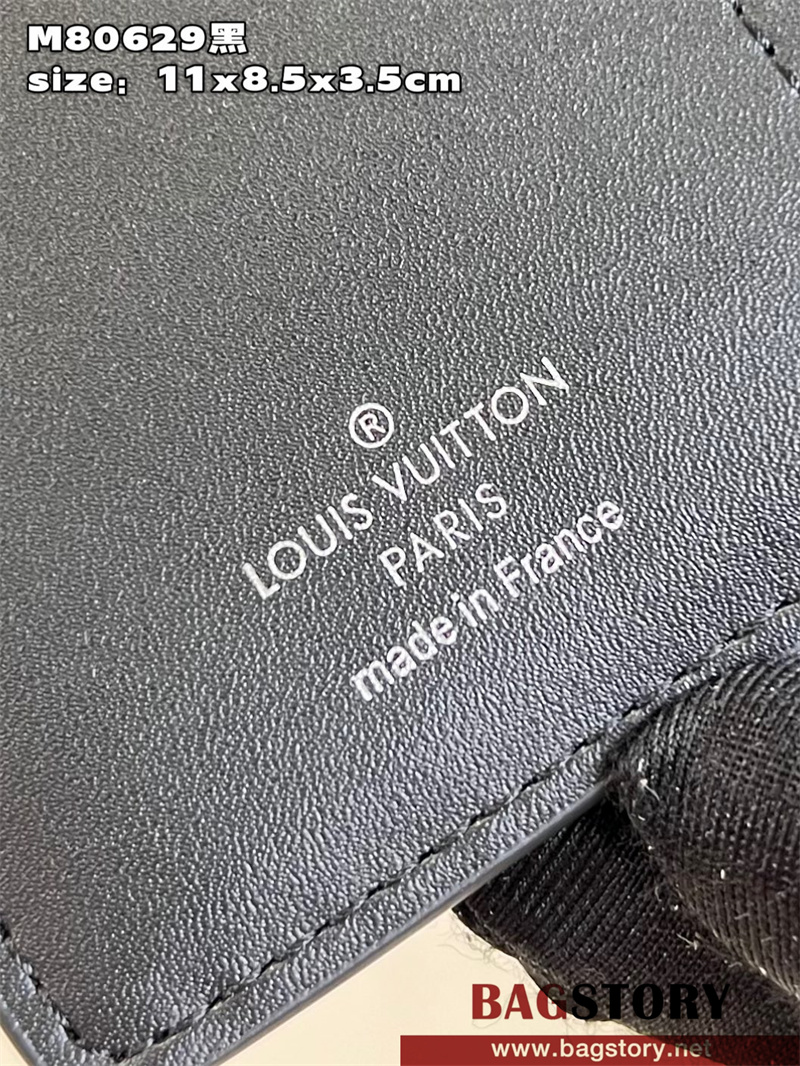 M80629黑
size：11x8.5x3.5cm
®
LOUIS VUITTON
PARIS
made in France
BAGSTORY
www.bagstory.net